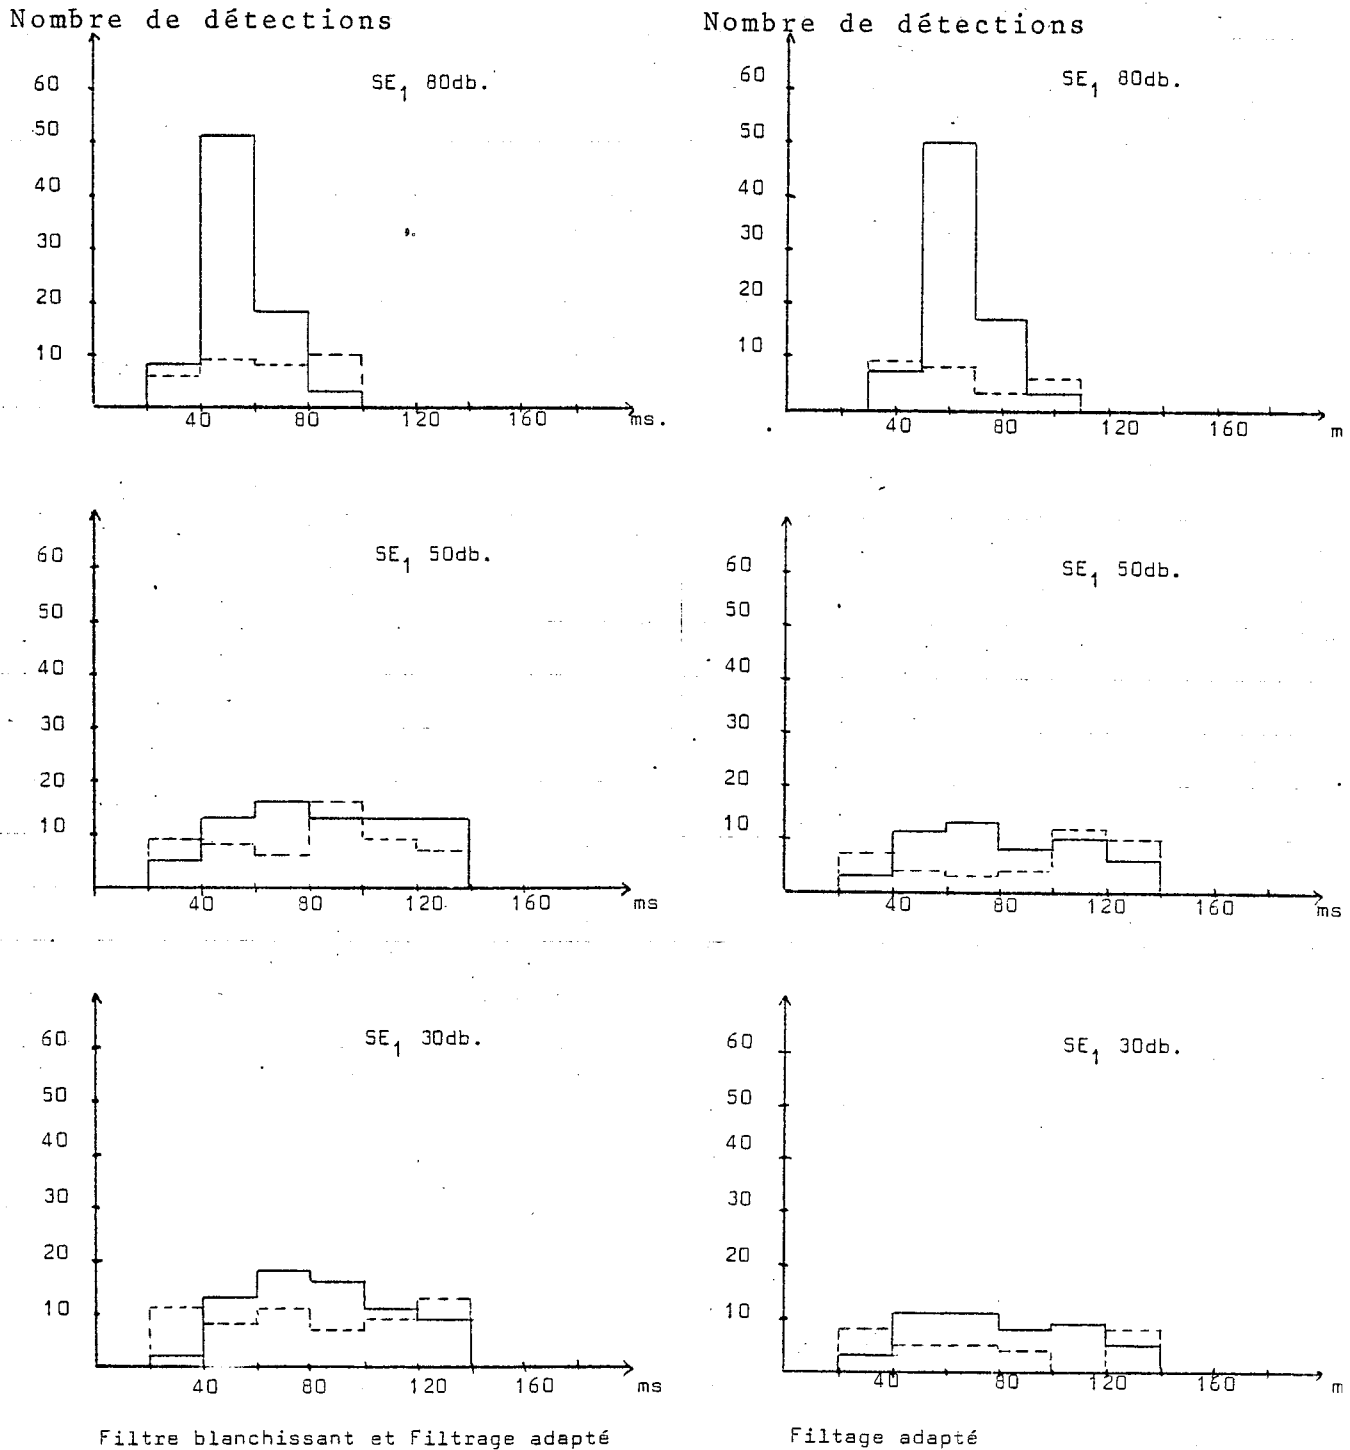 Nombre de détections
SE1 80db.
60
50
40
30
20
10
40 80 120 160 ms.
Nombre de détections
SE1 80db.
60
50
40
30
20
10
40 80 120 160 m
SE1 50db.
60
50
40
30
20
10
40 80 120 160 ms
SE1 50db.
60
50
40
30
20
10
40 80 120 160 ms
SE1 30db.
60
50
40
30
20
10
40 80 120 160 ms
SE1 30db.
60
50
40
30
20
10
40 80 120 160 m
Filtre blanchissant et Filtrage adapté
Filtage adapté